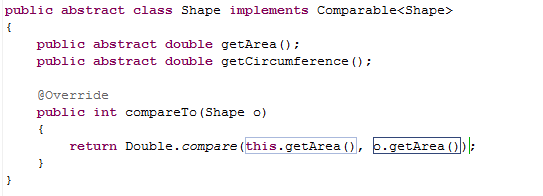 public abstract class Shape implements Comparable<Shape>
{
    public abstract double getArea();
    public abstract double getCircumference();
    @Override
    public int compareTo(Shape o)
    {
        return Double.compare(this.getArea(), o.getArea());
    }
}